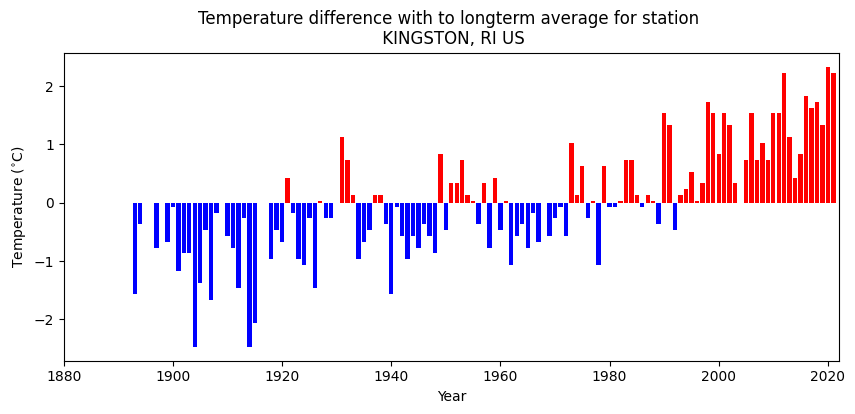 Temperature difference with to longterm average for station
KINGSTON, RI US
Temperature (°C)
2
1
0
−1
−2
1880 1900 1920 1940 1960 1980 2000 2020
Year